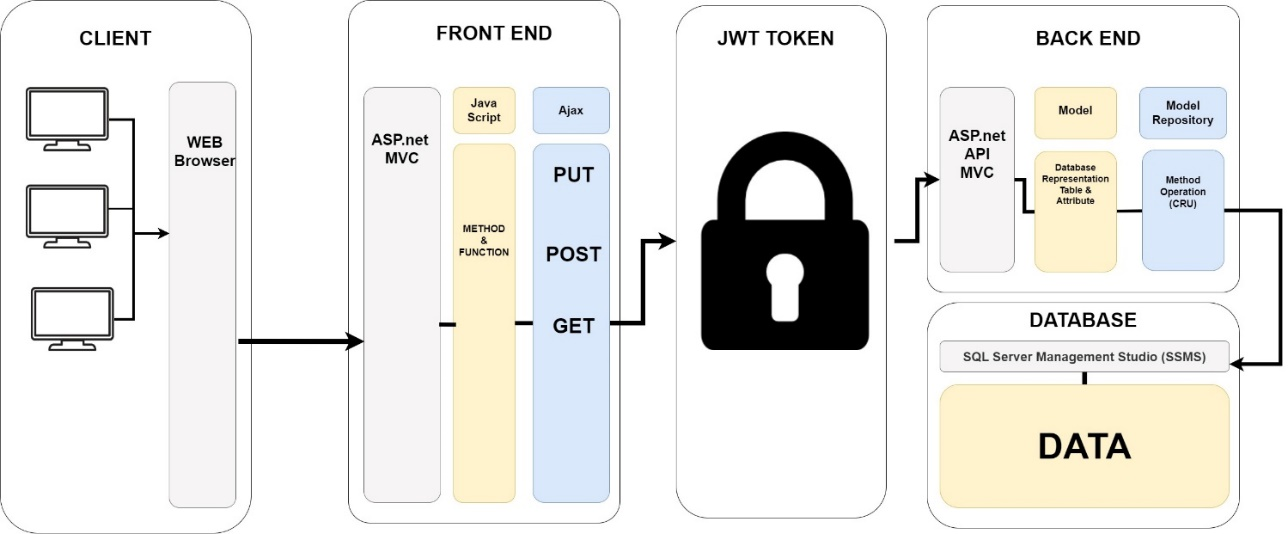 CLIENT
WEB
Browser
FRONT END
ASP.net
MVC
Java
Script
METHOD
&
FUNCTION
Ajax
PUT
POST
GET
JWT TOKEN
BACK END
ASP.net
API
MVC
Model
Database
Representation
Table &
Attribute
Model
Repository
Method
Operation
(CRU)
DATABASE
SQL Server Management Studio (SSMS)
DATA